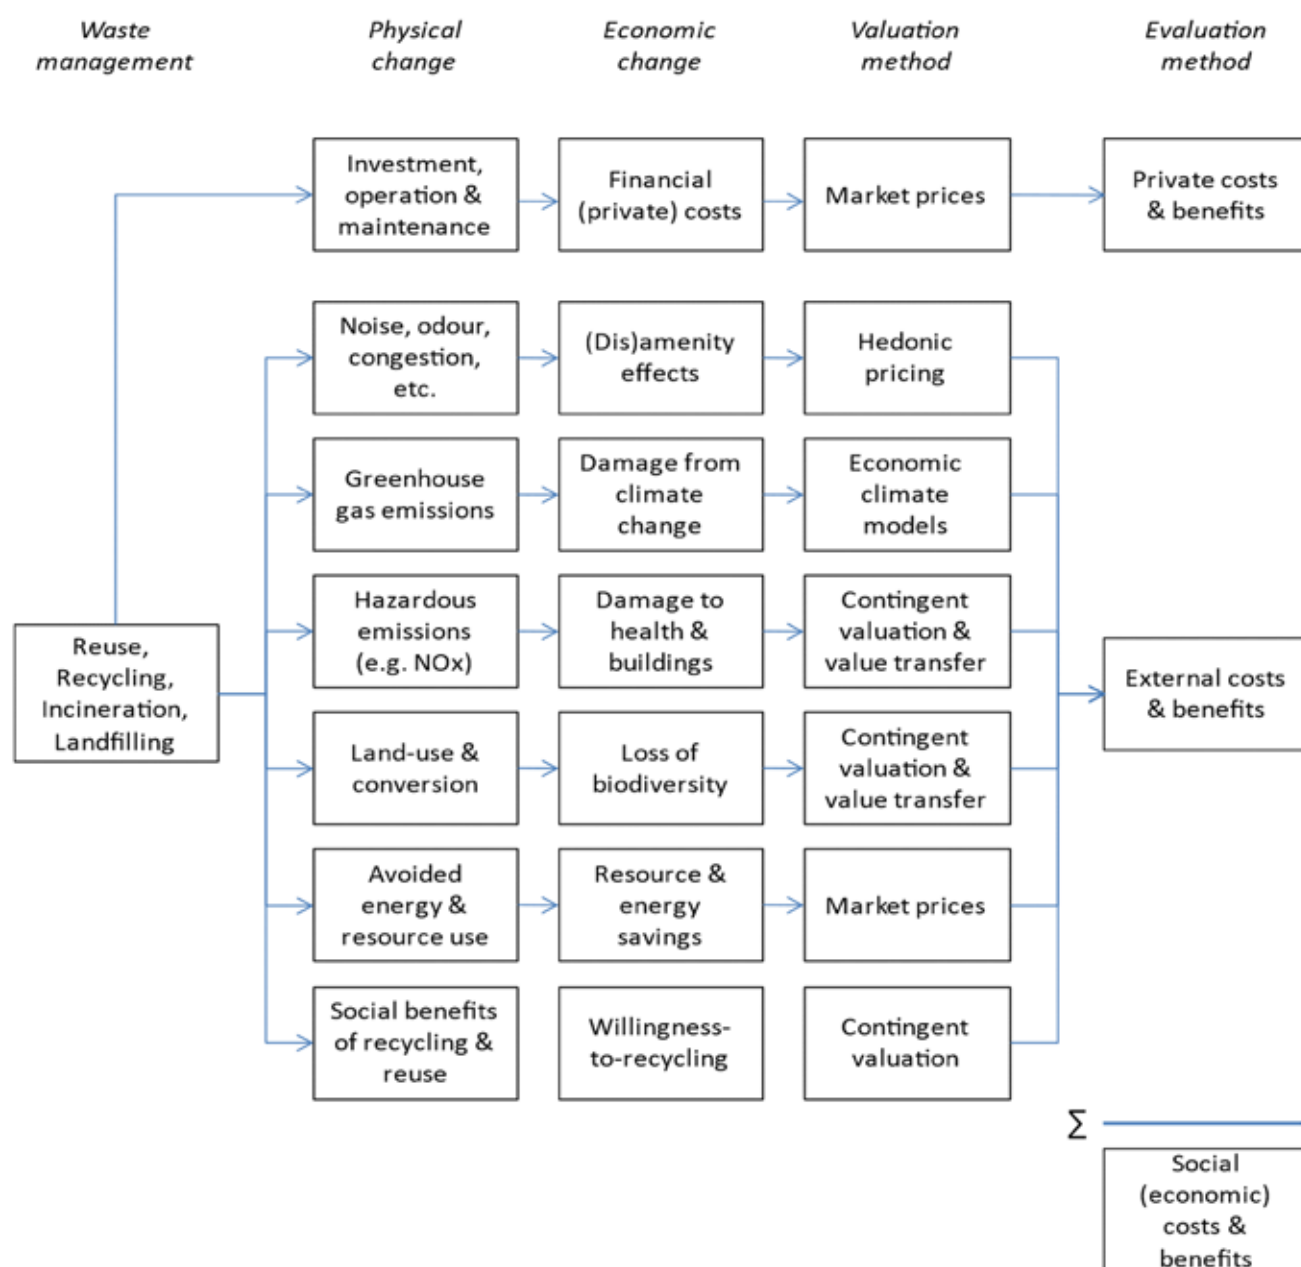 Waste
management
Physical
change
Economic
change
Valuation
method
Evaluation
method
Investment,
operation &
maintenance
Financial
(private) costs
Market prices
Private costs
& benefits
Noise, odour,
congestion,
etc.
(Dis)amenity
effects
Hedonic
pricing
Greenhouse
gas emissions
Damage from
climate
change
Economic
climate
models
Reuse,
Recycling,
Incineration,
Landfilling
Hazardous
emissions
(e.g. NOx)
Damage to
health &
buildings
Contingent
valuation &
value transfer
External costs
& benefits
Land-use &
conversion
Loss of
biodiversity
Contingent
valuation &
value transfer
Avoided
energy &
resource use
Resource &
energy
savings
Market prices
Social benefits
of recycling &
reuse
Willingness-
to-recycling
Contingent
valuation
Σ
Social
(economic)
costs &
benefits